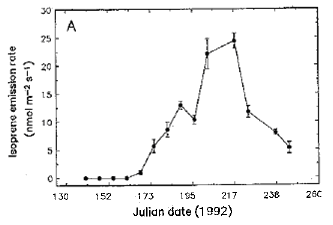 A
Isoprene emission rate
(nmol m⁻² s⁻¹)
30
25
20
15
10
5
0
130 152 173 195 217 238 260
Julian date (1992)